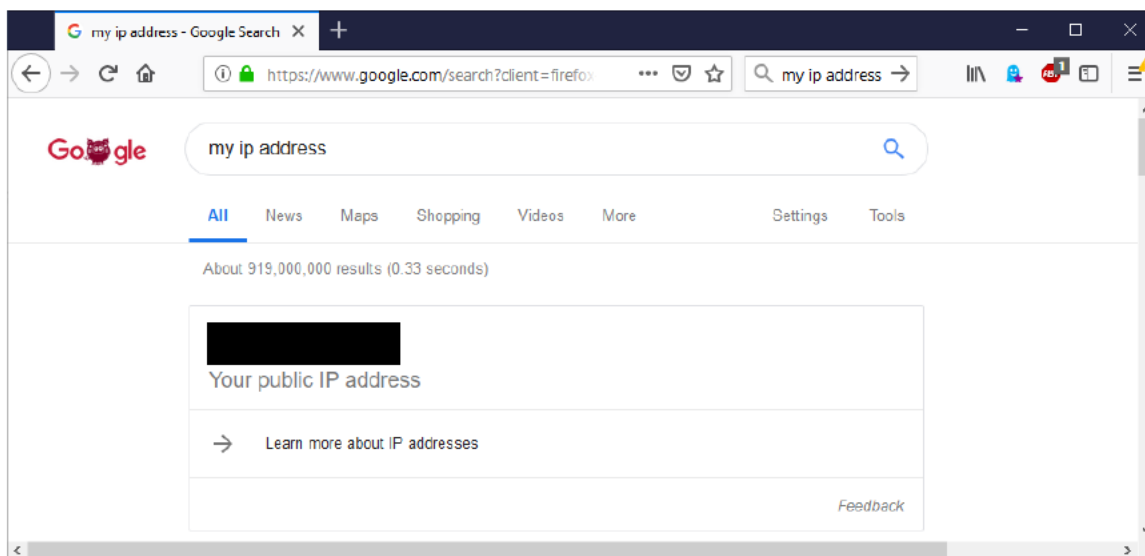 my ip address - Google Search
https://www.google.com/search?client=firefox
my ip address
1
Google
my ip address
All News Maps Shopping Videos More Settings Tools
About 919,000,000 results (0.33 seconds)
Your public IP address
Learn more about IP addresses
Feedback